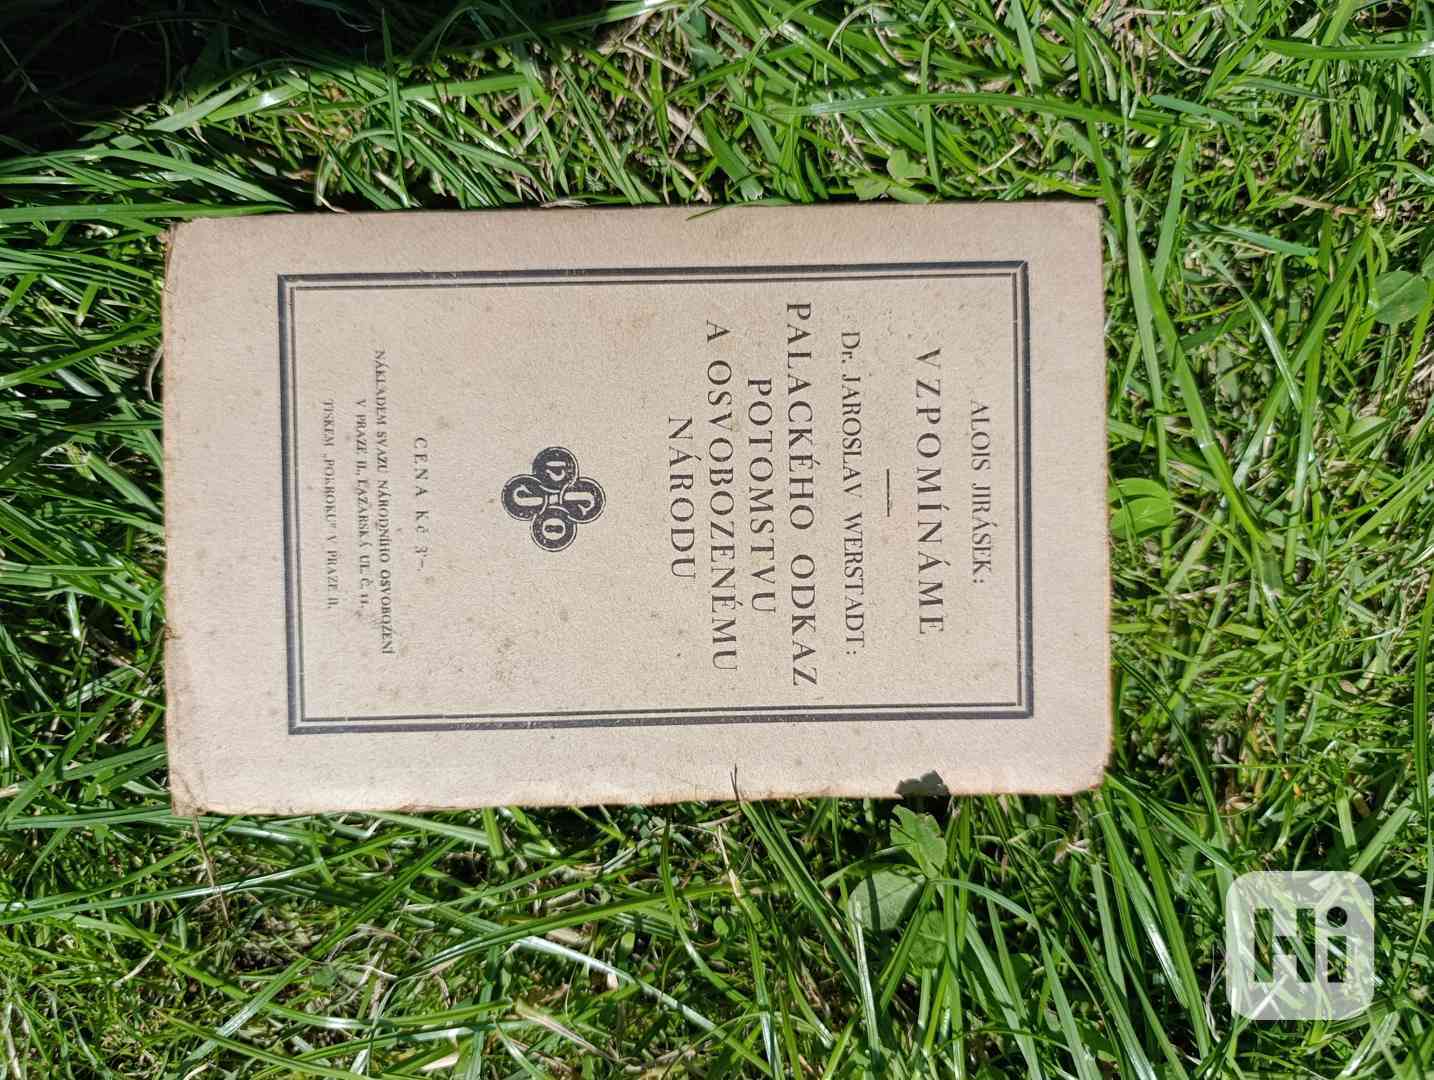 ALOIS JIRÁSEK:
VZPOMÍNÁME
Dr. JAROSLAV WERSTADT:
PALACKÉHO ODKAZ
POTOMSTVU
A OSVOBOZENÉMU
NÁRODU
CENA Kč 3'–.
NÁKLADEM SVAZU NÁRODNÍHO OSVOBOZENÍ
V PRAZE II., LAZARSKÁ UL. Č. 11.
TISKEM „POKROKU" V PRAZE II.
Hi